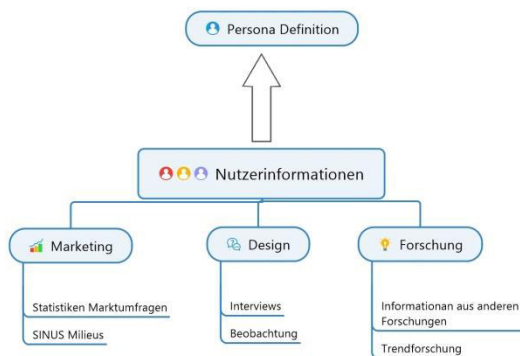 Persona Definition
Nutzerinformationen
Marketing
Design
Forschung
Statistiken Marktumfragen
SINUS Milieus
Interviews
Beobachtung
Informationan aus anderen
Forschungen
Trendforschung